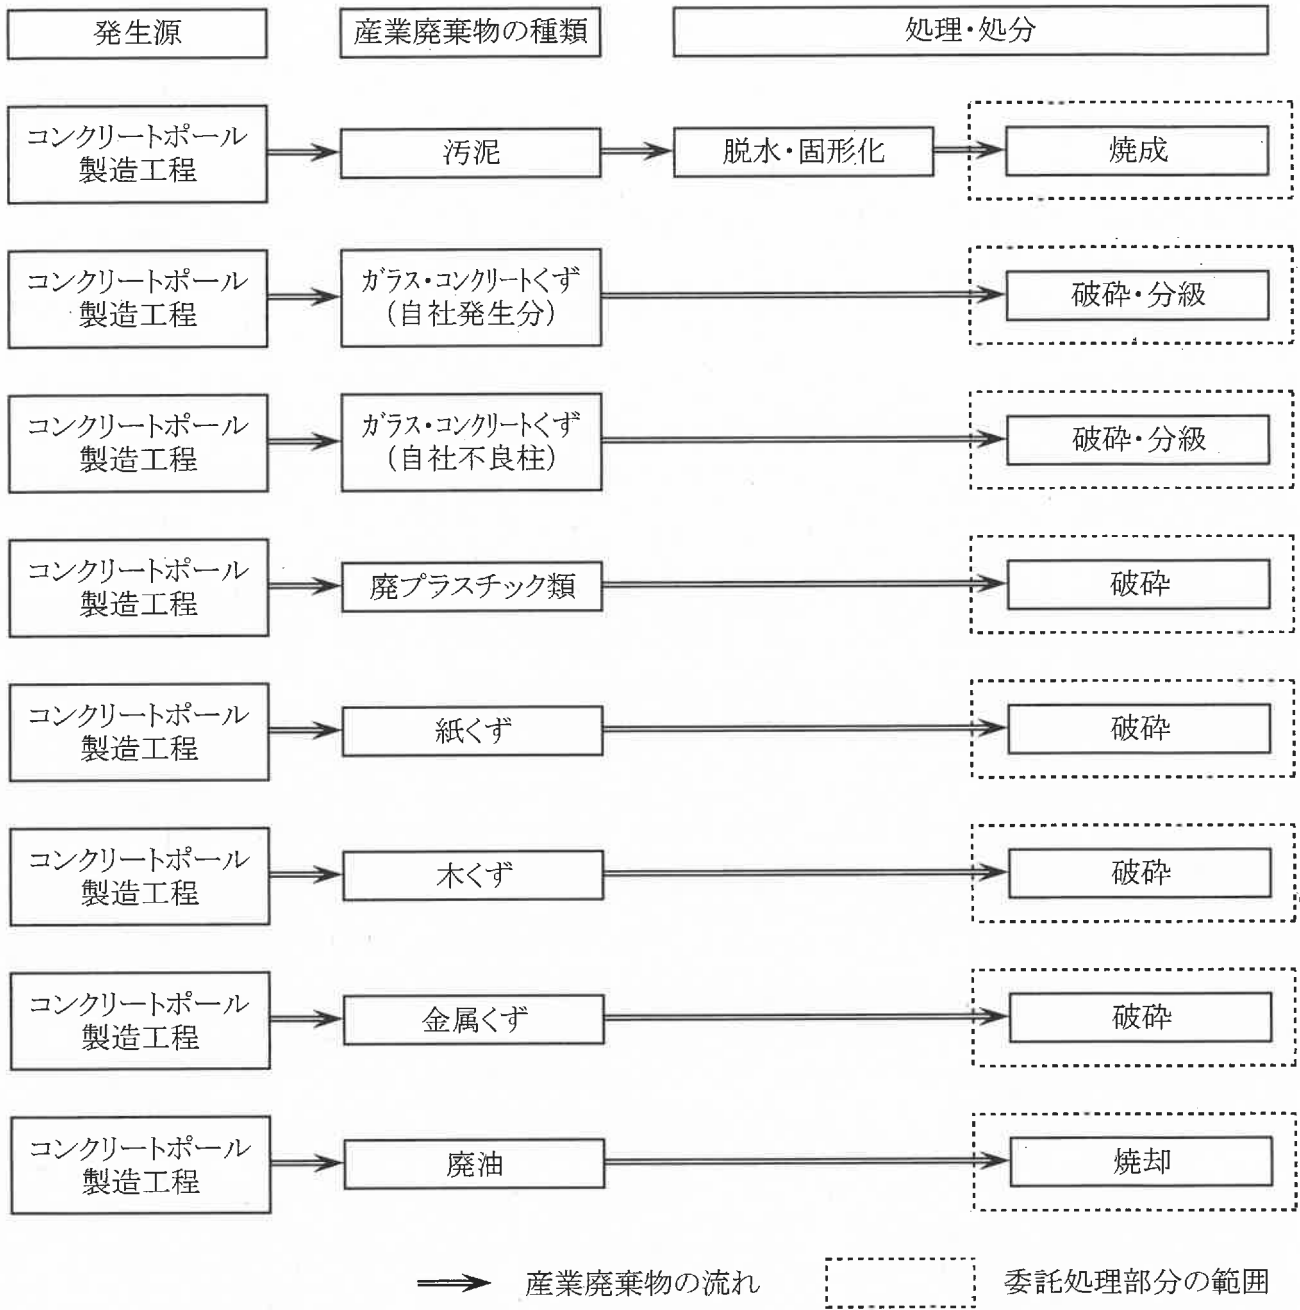 発生源
産業廃棄物の種類
処理・処分
コンクリートポール
製造工程
汚泥
脱水・固形化
焼成
コンクリートポール
製造工程
ガラス・コンクリートくず
(自社発生分)
破砕・分級
コンクリートポール
製造工程
ガラス・コンクリートくず
(自社不良柱)
破砕・分級
コンクリートポール
製造工程
廃プラスチック類
破砕
コンクリートポール
製造工程
紙くず
破砕
コンクリートポール
製造工程
木くず
破砕
コンクリートポール
製造工程
金属くず
破砕
コンクリートポール
製造工程
廃油
焼却
産業廃棄物の流れ
委託処理部分の範囲